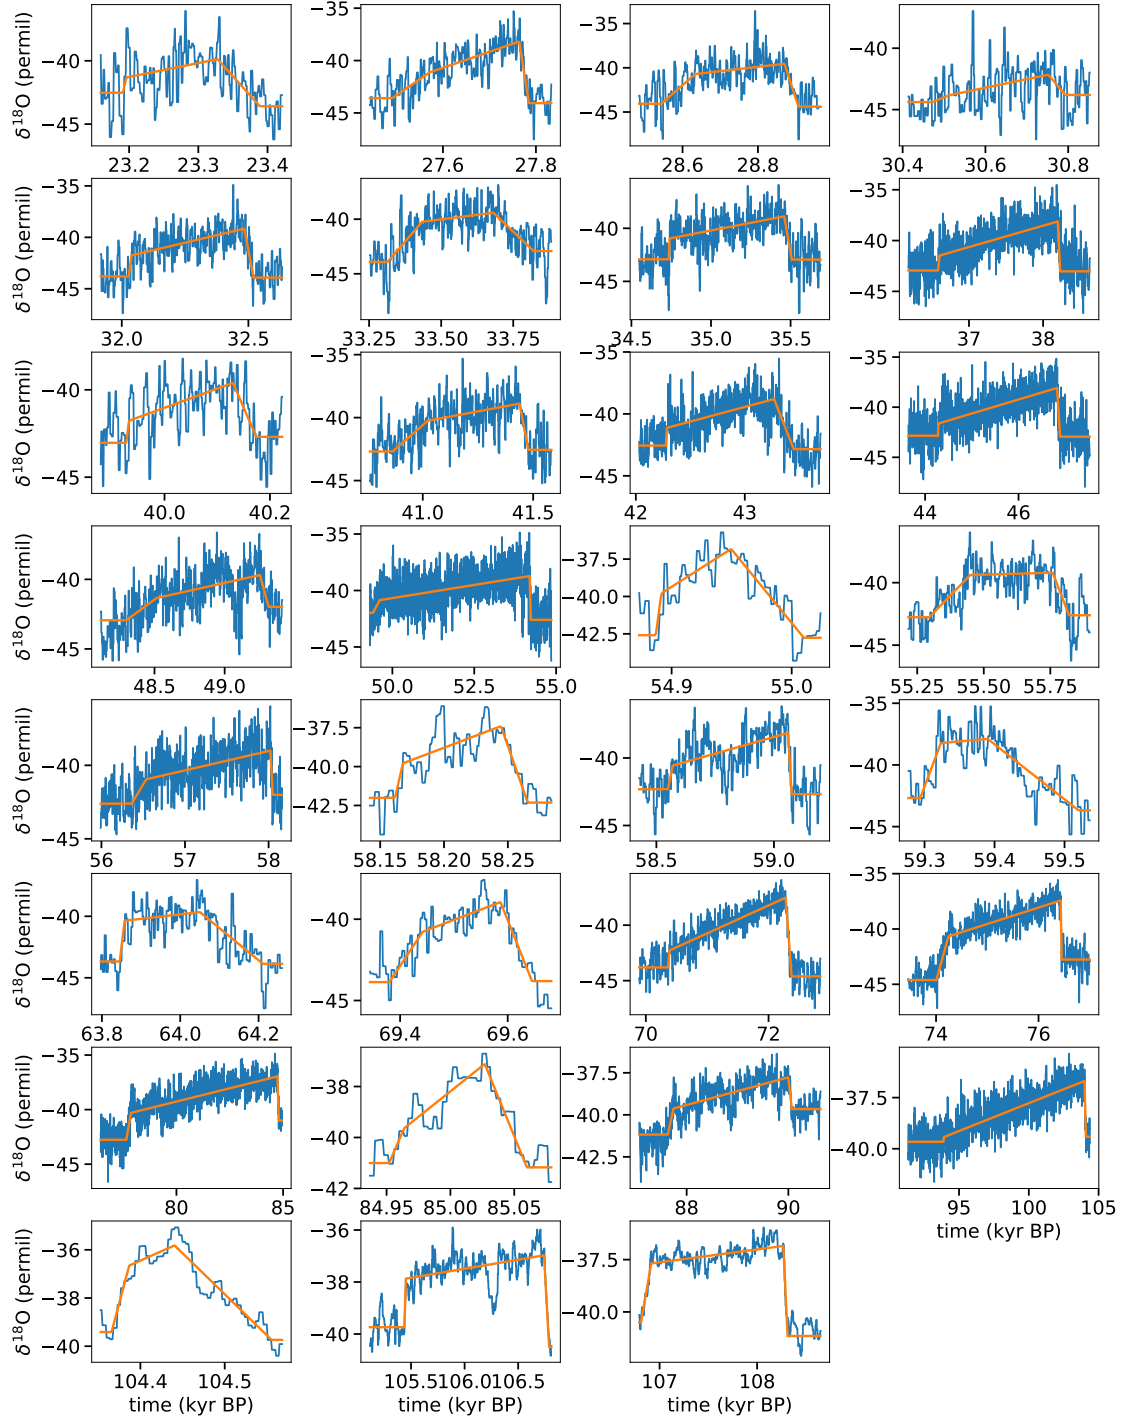 δ¹⁸O (permil) −40 −45 23.2 23.3 23.4
−35 −40 −45 27.6 27.8
−35 −40 −45 28.6 28.8
−40 −45 30.4 30.6 30.8
δ¹⁸O (permil) −35 −40 −45 32.0 32.5
−40 −45 33.25 33.50 33.75
−35 −40 −45 34.5 35.0 35.5
−35 −40 −45 37 38
δ¹⁸O (permil) −40 −45 40.0 40.2
−35 −40 −45 41.0 41.5
−35 −40 −45 42 43
−35 −40 −45 44 46
δ¹⁸O (permil) −40 −45 48.5 49.0
−35 −40 −45 50.0 52.5 55.0
−37.5 −40.0 −42.5 54.9 55.0
−40 −45 55.25 55.50 55.75
δ¹⁸O (permil) −40 −45 56 57 58
−37.5 −40.0 −42.5 58.15 58.20 58.25
−40 −45 58.5 59.0
−35 −40 −45 59.3 59.4 59.5
δ¹⁸O (permil) −40 −45 63.8 64.0 64.2
−40 −45 69.4 69.6
−40 −45 70 72
−35 −40 −45 74 76
δ¹⁸O (permil) −35 −40 −45 80 85
−38 −40 −42 84.95 85.00 85.05
−37.5 −40.0 −42.5 88 90
−37.5 −40.0 95 100 105
time (kyr BP)
δ¹⁸O (permil) −36 −38 −40 104.4 104.5
time (kyr BP)
−36 −38 −40 105.5 106.0 106.5
time (kyr BP)
−37.5 −40.0 107 108
time (kyr BP)